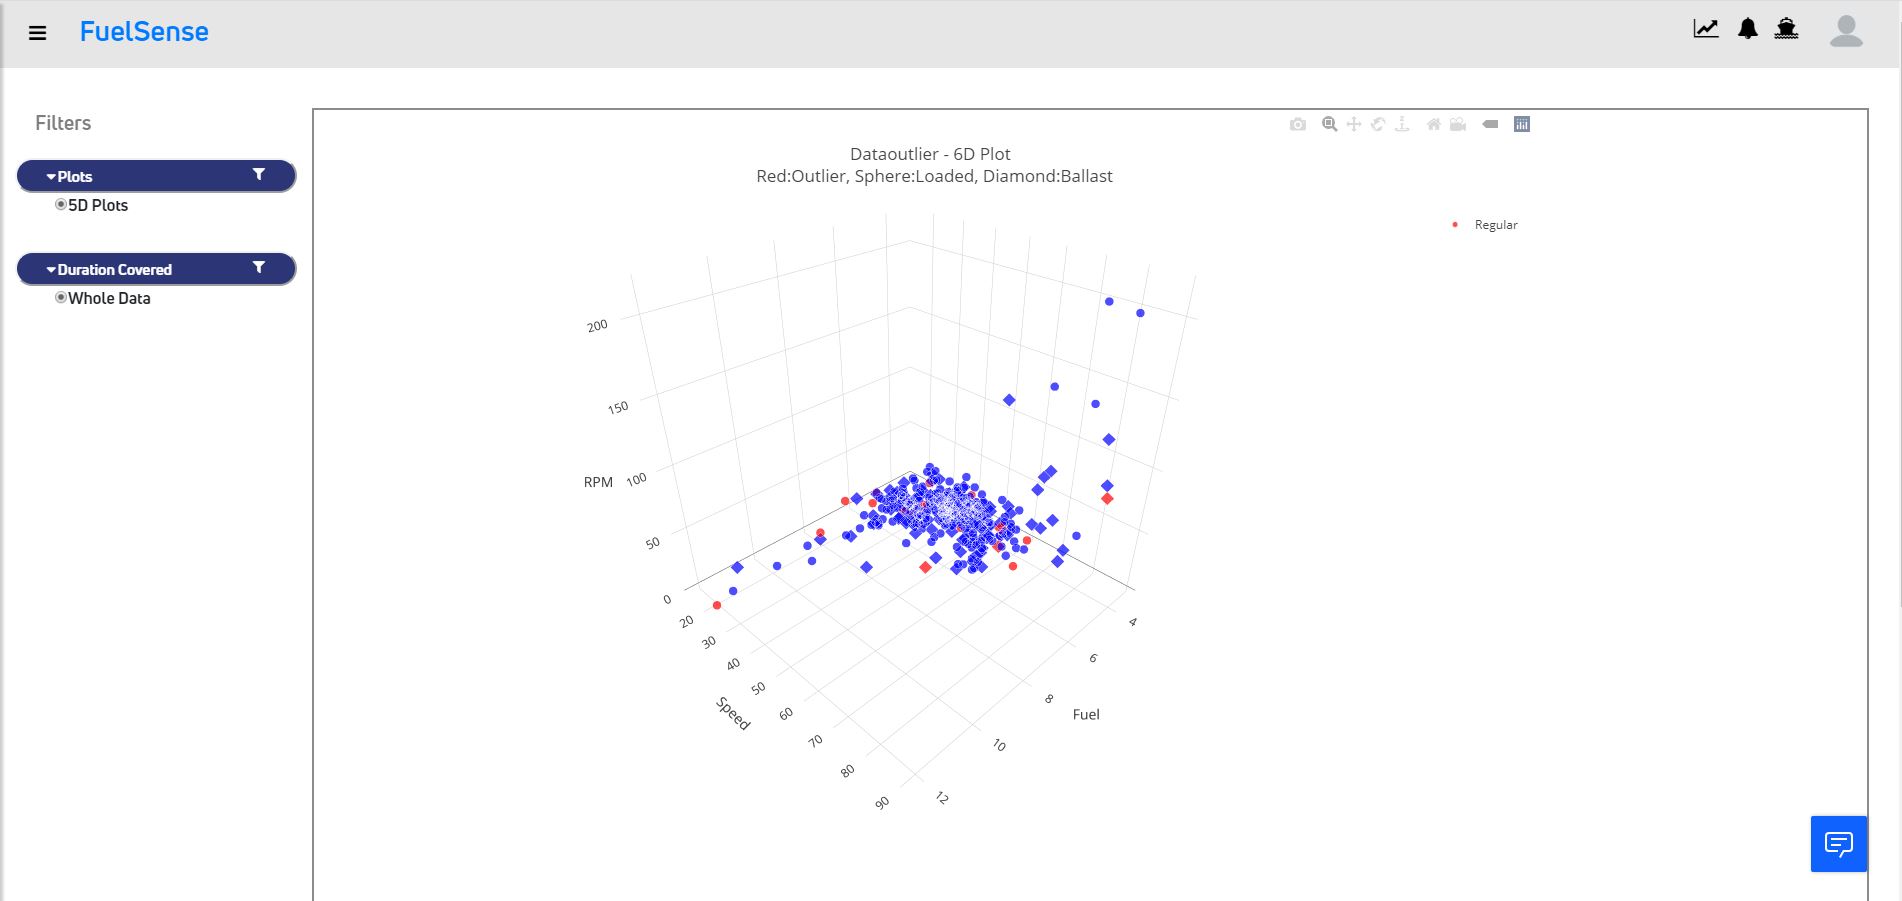 FuelSense
Filters
Plots
5D Plots
Duration Covered
Whole Data
Dataoutlier - 6D Plot
Red:Outlier, Sphere:Loaded, Diamond:Ballast
Regular
200
150
RPM 100
50
0
20
30
40
50
60
70
80
90
Speed
4
6
8
10
12
Fuel